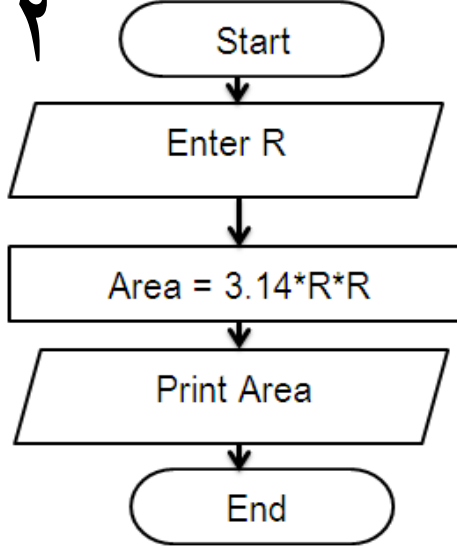 ٢
Start
Enter R
Area = 3.14*R*R
Print Area
End